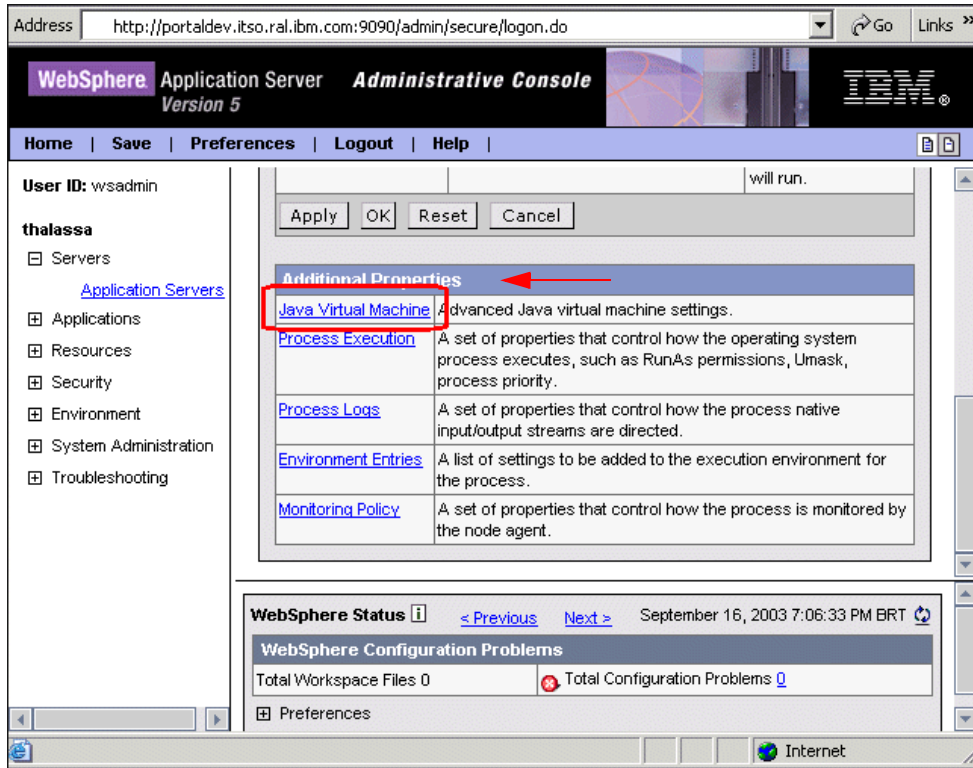 Address http://portaldev.itso.ral.ibm.com:9090/admin/secure/logon.do Go Links »
WebSphere Application Server Administrative Console
Version 5
IBM®
Home | Save | Preferences | Logout | Help |
User ID: wsadmin
thalassa
Servers
Application Servers
Applications
Resources
Security
Environment
System Administration
Troubleshooting
will run.
Apply OK Reset Cancel
Additional Properties
Java Virtual Machine Advanced Java virtual machine settings.
Process Execution A set of properties that control how the operating system
process executes, such as RunAs permissions, Umask,
process priority.
Process Logs A set of properties that control how the process native
input/output streams are directed.
Environment Entries A list of settings to be added to the execution environment for
the process.
Monitoring Policy A set of properties that control how the process is monitored by
the node agent.
WebSphere Status i < Previous Next > September 16, 2003 7:06:33 PM BRT
WebSphere Configuration Problems
Total Workspace Files 0 Total Configuration Problems 0
Preferences
Internet